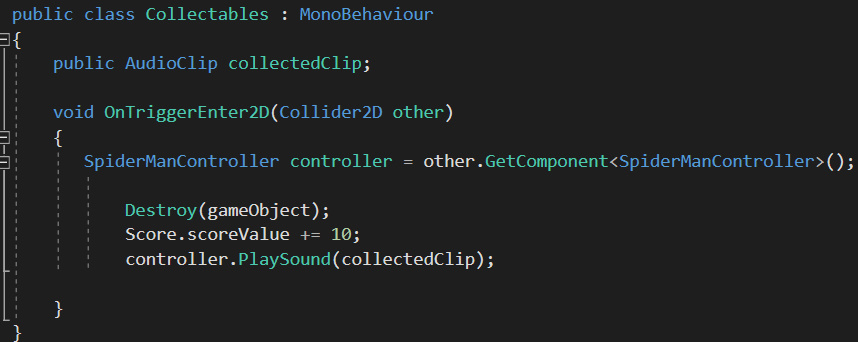 public class Collectables : MonoBehaviour
{
    public AudioClip collectedClip;
    void OnTriggerEnter2D(Collider2D other)
    {
        SpiderManController controller = other.GetComponent<SpiderManController>();
            Destroy(gameObject);
            Score.scoreValue += 10;
            controller.PlaySound(collectedClip);
    }
}